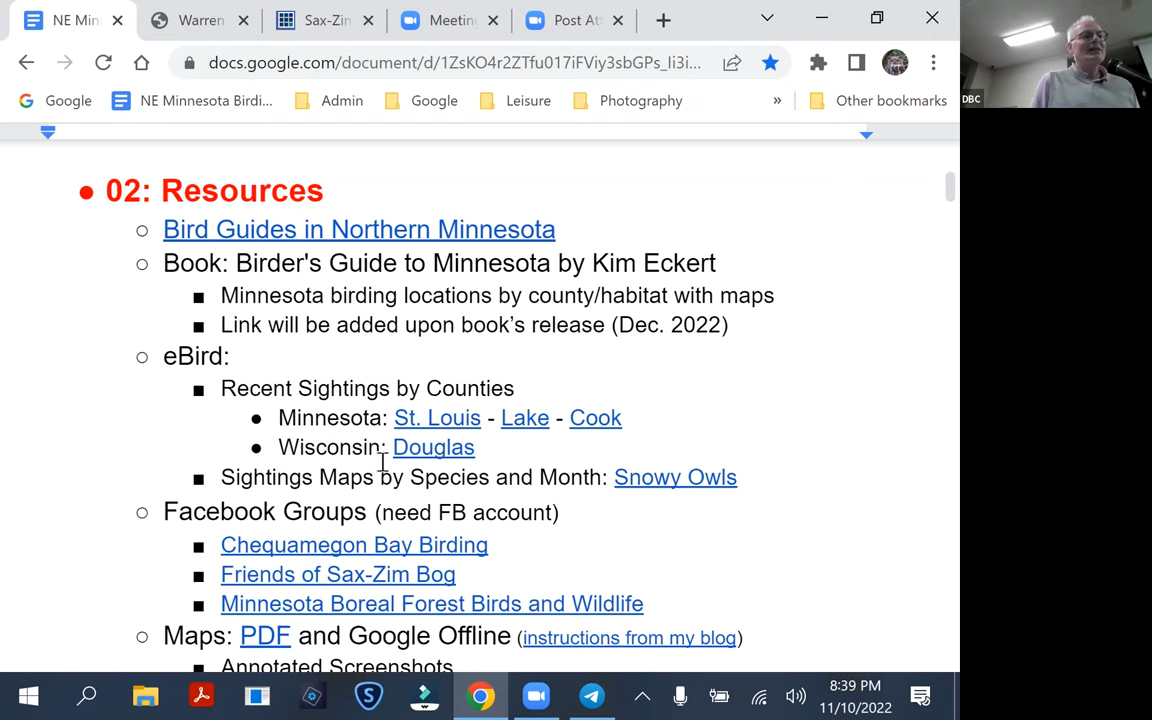 NE Min
Warren
Sax-Zim
Meeting
Post At
docs.google.com/document/d/1ZsKO4r2ZTfu017iFViy3sbGPs_Ii3i...
Google
NE Minnesota Birdi...
Admin
Google
Leisure
Photography
»
Other bookmarks
DBC
02: Resources
Bird Guides in Northern Minnesota
Book: Birder's Guide to Minnesota by Kim Eckert
Minnesota birding locations by county/habitat with maps
Link will be added upon book’s release (Dec. 2022)
eBird:
Recent Sightings by Counties
Minnesota: St. Louis - Lake - Cook
Wisconsin: Douglas
Sightings Maps by Species and Month: Snowy Owls
Facebook Groups (need FB account)
Chequamegon Bay Birding
Friends of Sax-Zim Bog
Minnesota Boreal Forest Birds and Wildlife
Maps: PDF and Google Offline (instructions from my blog)
Annotated Screenshots
8:39 PM
11/10/2022